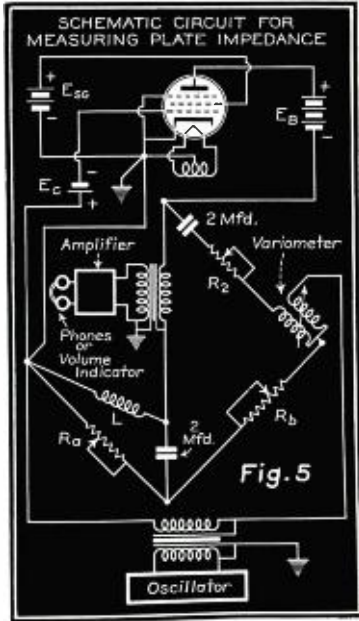 SCHEMATIC CIRCUIT FOR
MEASURING PLATE IMPEDANCE
ESG
+
-
EB
+
-
EC
-
+
2 Mfd.
Variometer
R2
Amplifier
Phones
or
Volume
Indicator
L
Ra
2
Mfd.
Rb
Fig. 5
Oscillator